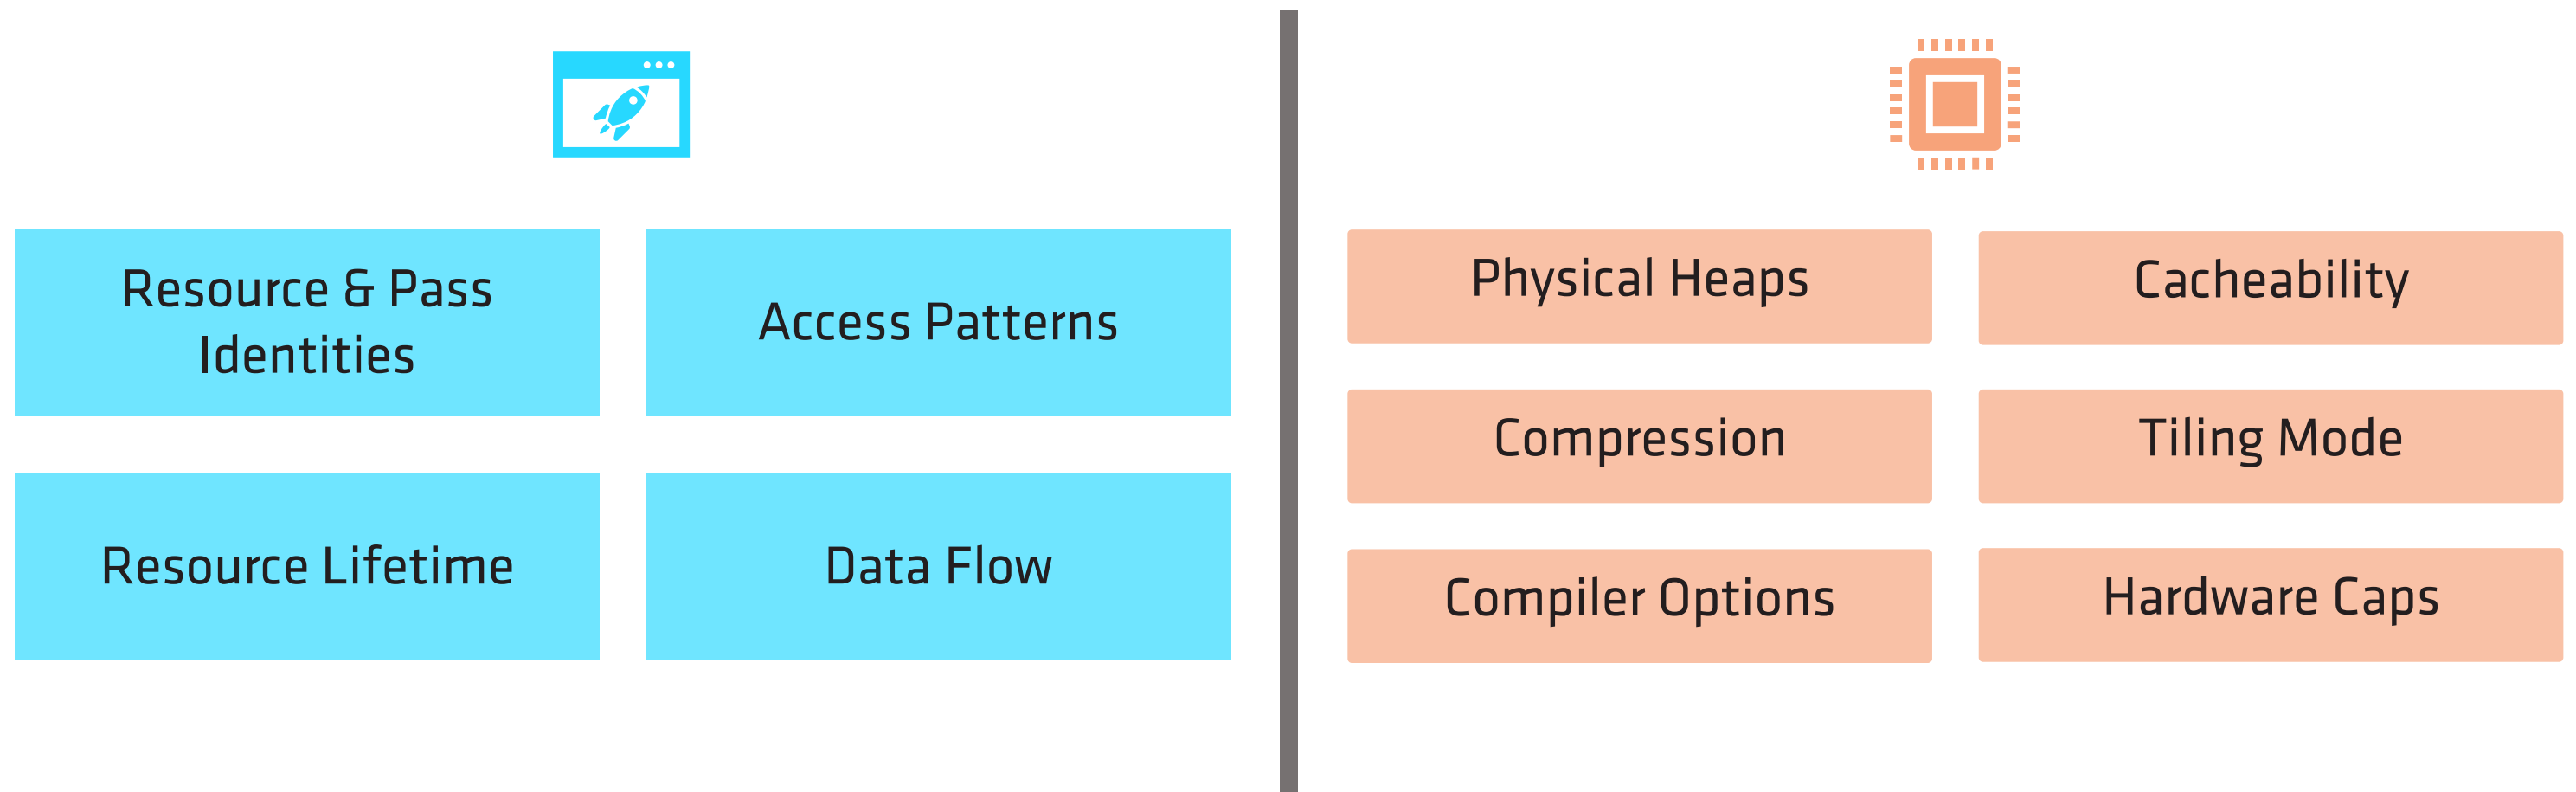 Resource & Pass
Identities
Access Patterns
Resource Lifetime
Data Flow
Physical Heaps
Cacheability
Compression
Tiling Mode
Compiler Options
Hardware Caps